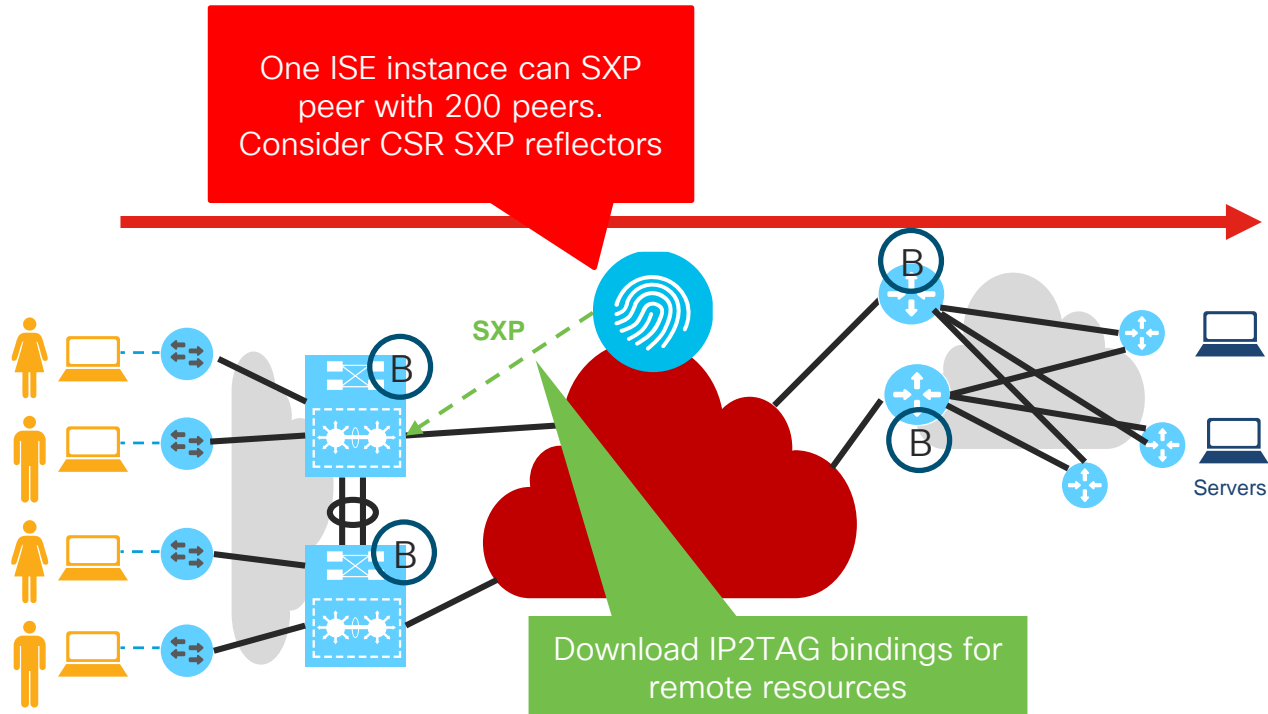 One ISE instance can SXP
peer with 200 peers.
Consider CSR SXP reflectors
B
SXP
B
B
B
Servers
Download IP2TAG bindings for
remote resources